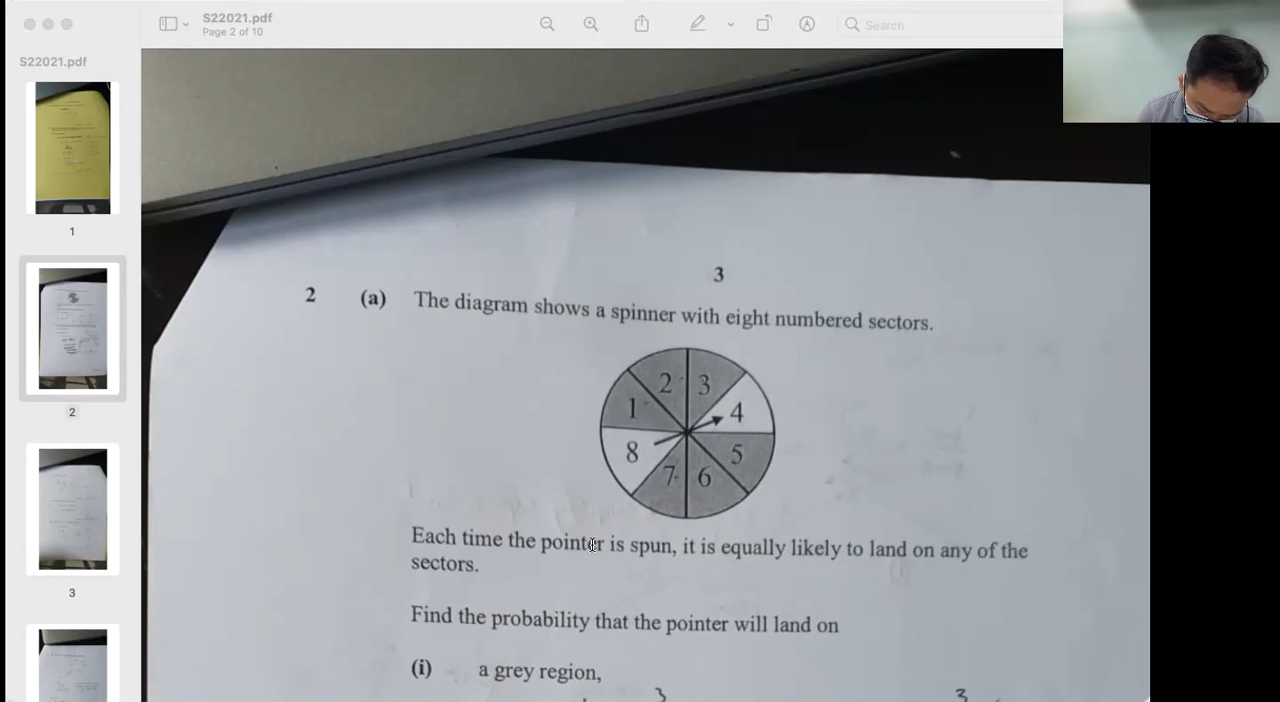 S22021.pdf
Page 2 of 10
Search
S22021.pdf
1
2
3
3
2 (a) The diagram shows a spinner with eight numbered sectors.
2 3
1 4
8 5
7 6
Each time the pointer is spun, it is equally likely to land on any of the
sectors.
Find the probability that the pointer will land on
(i) a grey region,